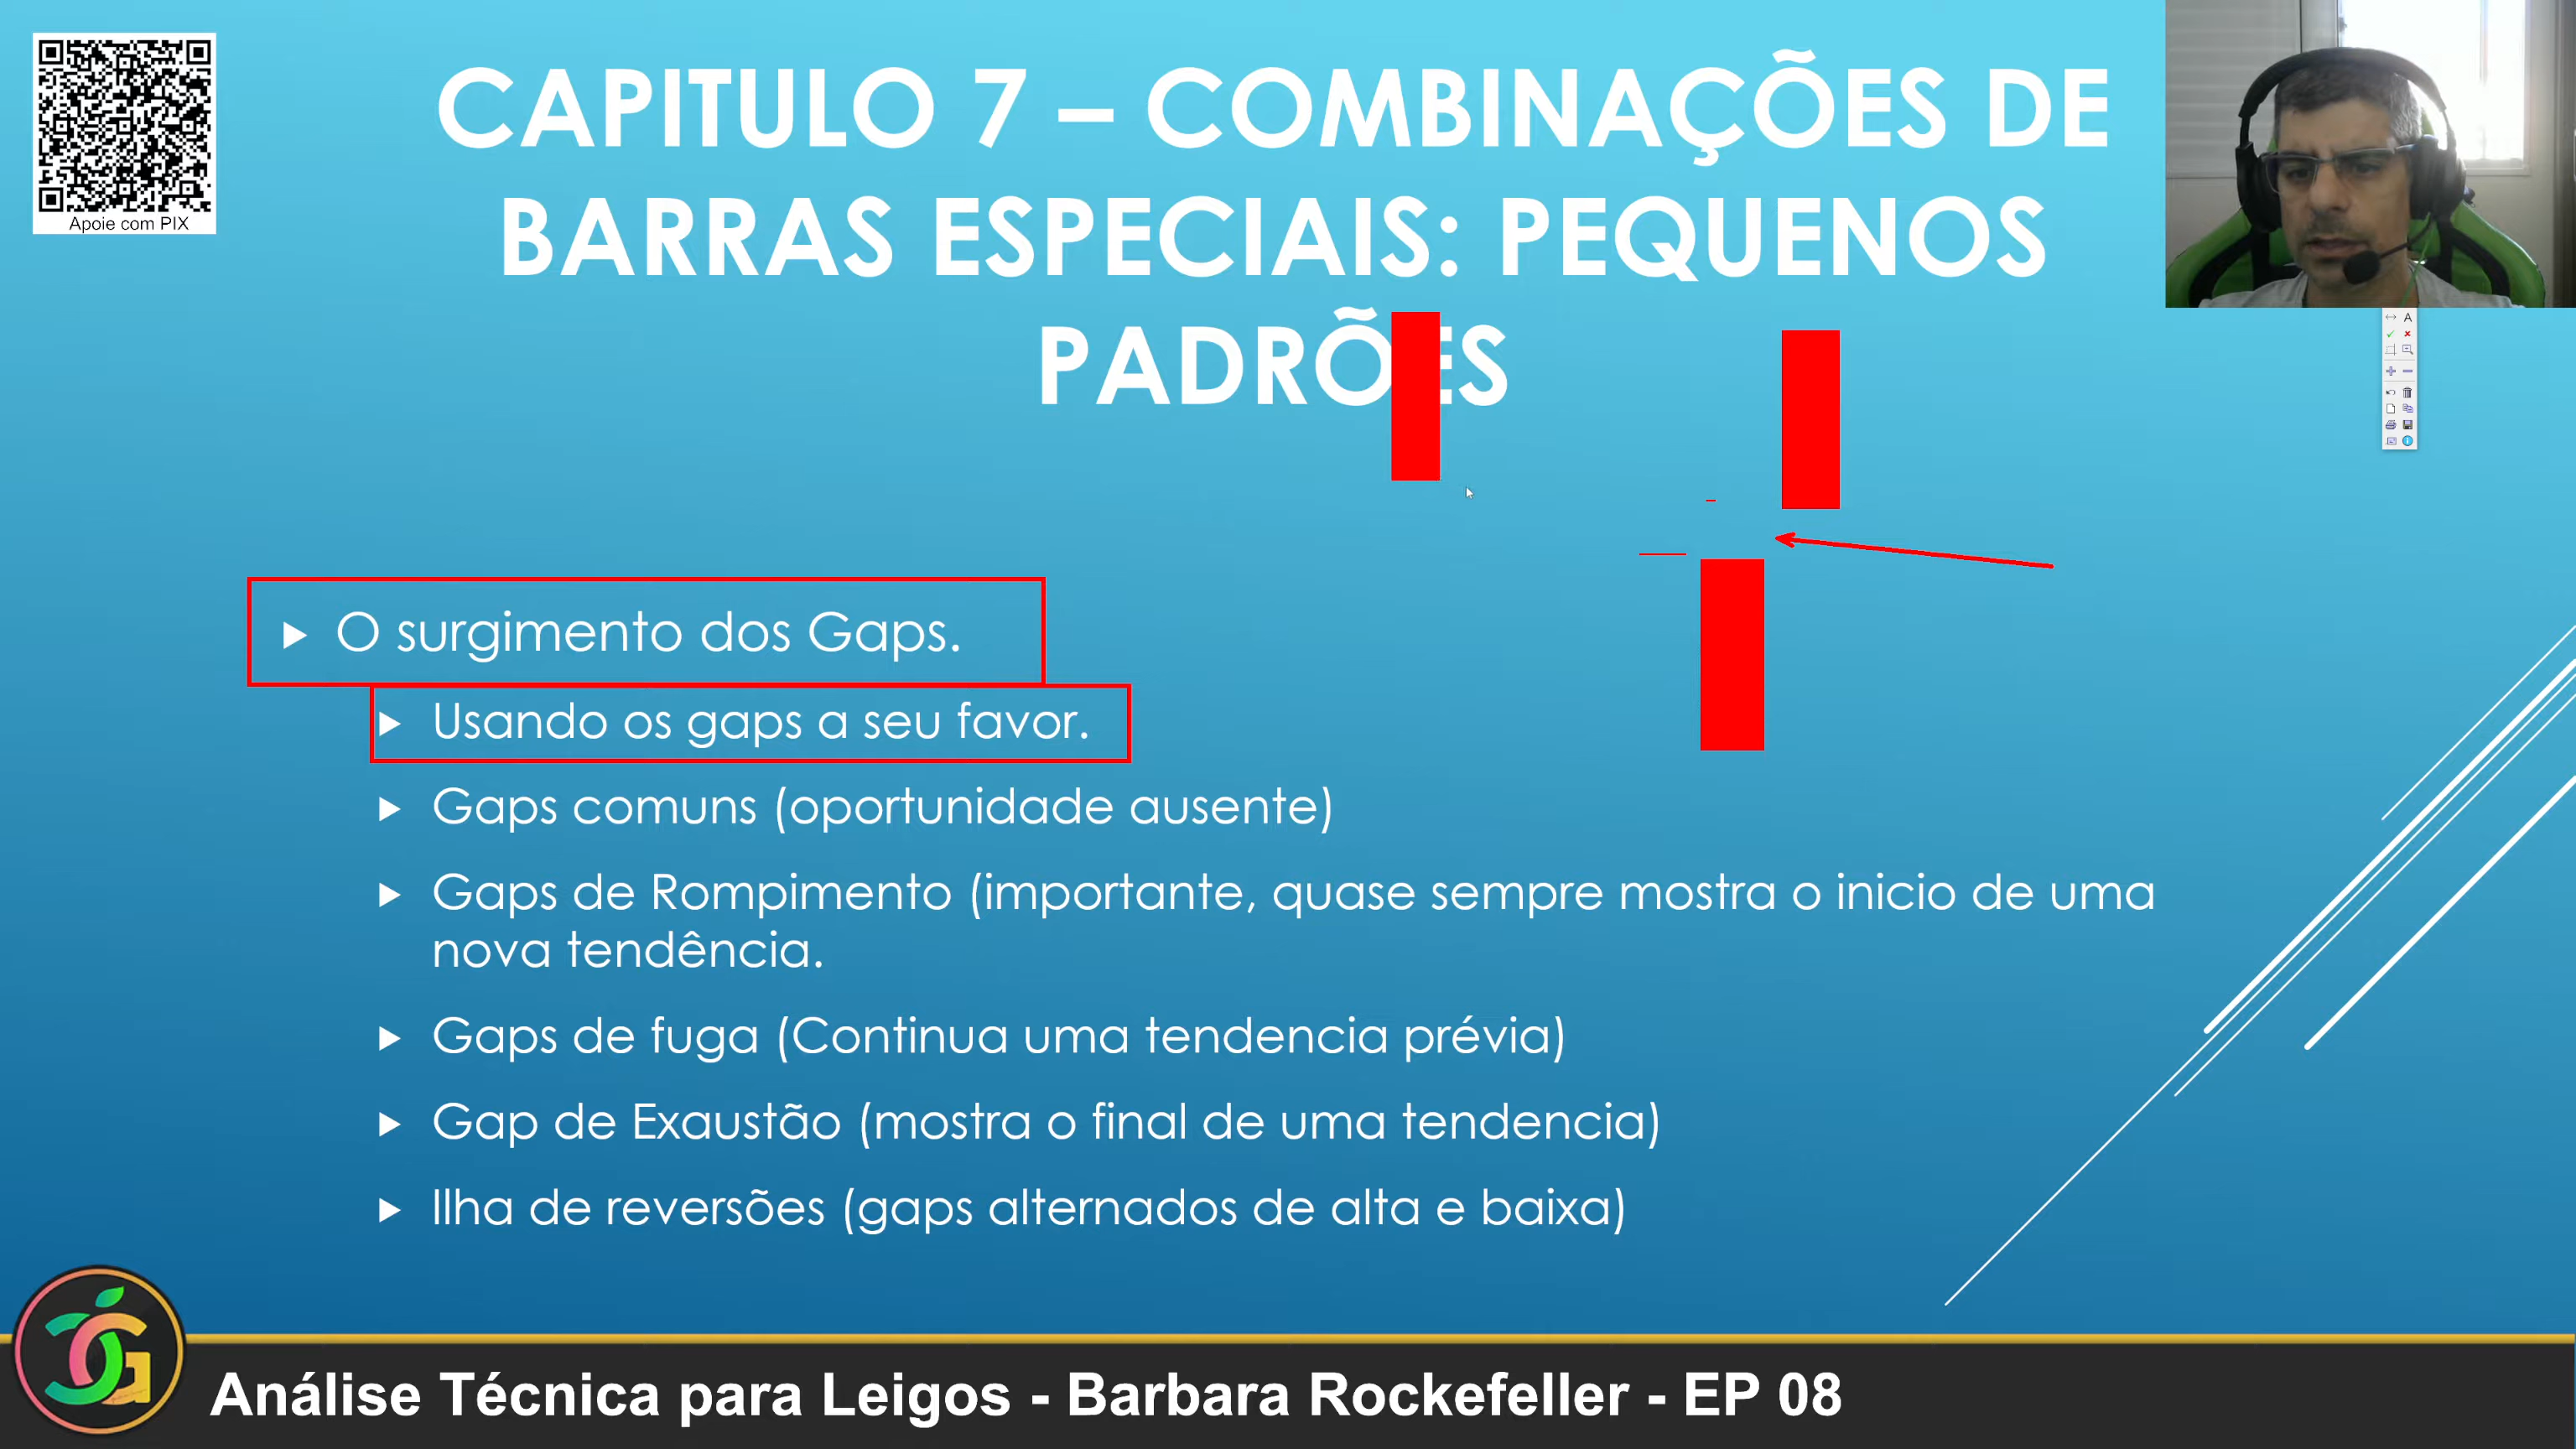 CAPITULO 7 – COMBINAÇÕES DE
BARRAS ESPECIAIS: PEQUENOS
PADRÕES
Apoie com PIX
A
O surgimento dos Gaps.
Usando os gaps a seu favor.
Gaps comuns (oportunidade ausente)
Gaps de Rompimento (importante, quase sempre mostra o inicio de uma
nova tendência.
Gaps de fuga (Continua uma tendencia prévia)
Gap de Exaustão (mostra o final de uma tendencia)
Ilha de reversões (gaps alternados de alta e baixa)
Análise Técnica para Leigos - Barbara Rockefeller - EP 08